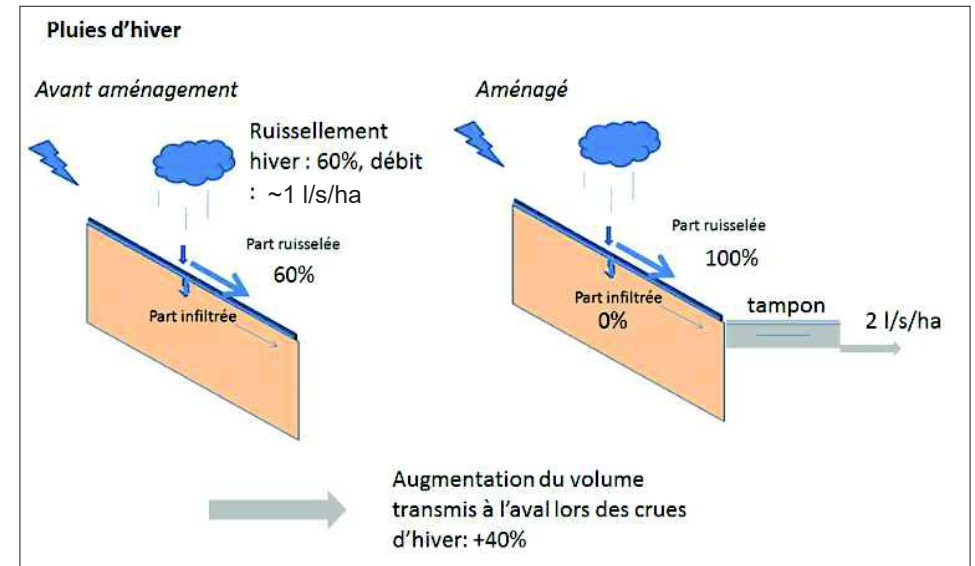 Pluies d’hiver
Avant aménagement
Ruissellement
hiver : 60%, débit
: ~1 l/s/ha
Part ruisselée
60%
Part infiltrée
Aménagé
Part ruisselée
100%
Part infiltrée
0%
tampon
2 l/s/ha
Augmentation du volume
transmis à l’aval lors des crues
d’hiver: +40%